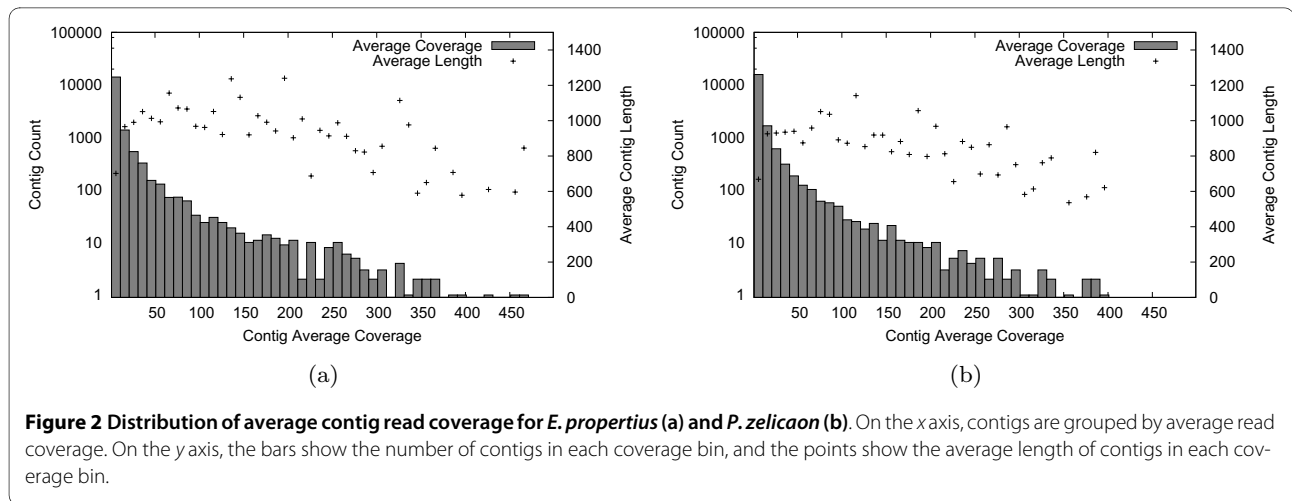 100000
10000
1000
100
10
1
Contig Count
Average Coverage
Average Length
1400
1200
1000
800
600
400
200
0
Average Contig Length
50 100 150 200 250 300 350 400 450
Contig Average Coverage
(a)
100000
10000
1000
100
10
1
Contig Count
Average Coverage
Average Length
1400
1200
1000
800
600
400
200
0
Average Contig Length
50 100 150 200 250 300 350 400 450
Contig Average Coverage
(b)
Figure 2 Distribution of average contig read coverage for E. propertius (a) and P. zelicaon (b). On the x axis, contigs are grouped by average read
coverage. On the y axis, the bars show the number of contigs in each coverage bin, and the points show the average length of contigs in each cov-
erage bin.